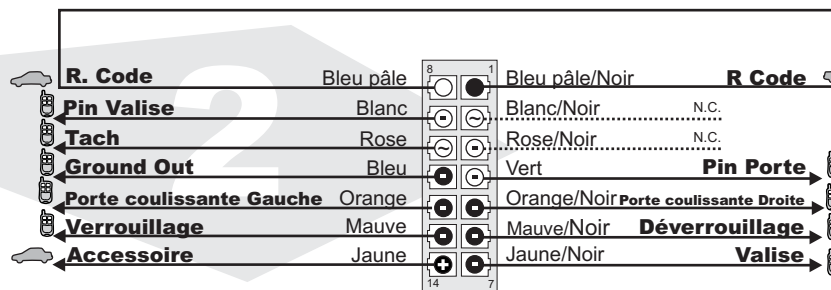 8 1
R. Code Bleu pâle Bleu pâle/Noir R Code
Pin Valise Blanc Blanc/Noir N.C.
Tach Rose Rose/Noir N.C.
Ground Out Bleu Vert Pin Porte
Porte coulissante Gauche Orange Orange/Noir Porte coulissante Droite
Verrouillage Mauve Mauve/Noir Déverrouillage
Accessoire Jaune Jaune/Noir Valise
14 7
2